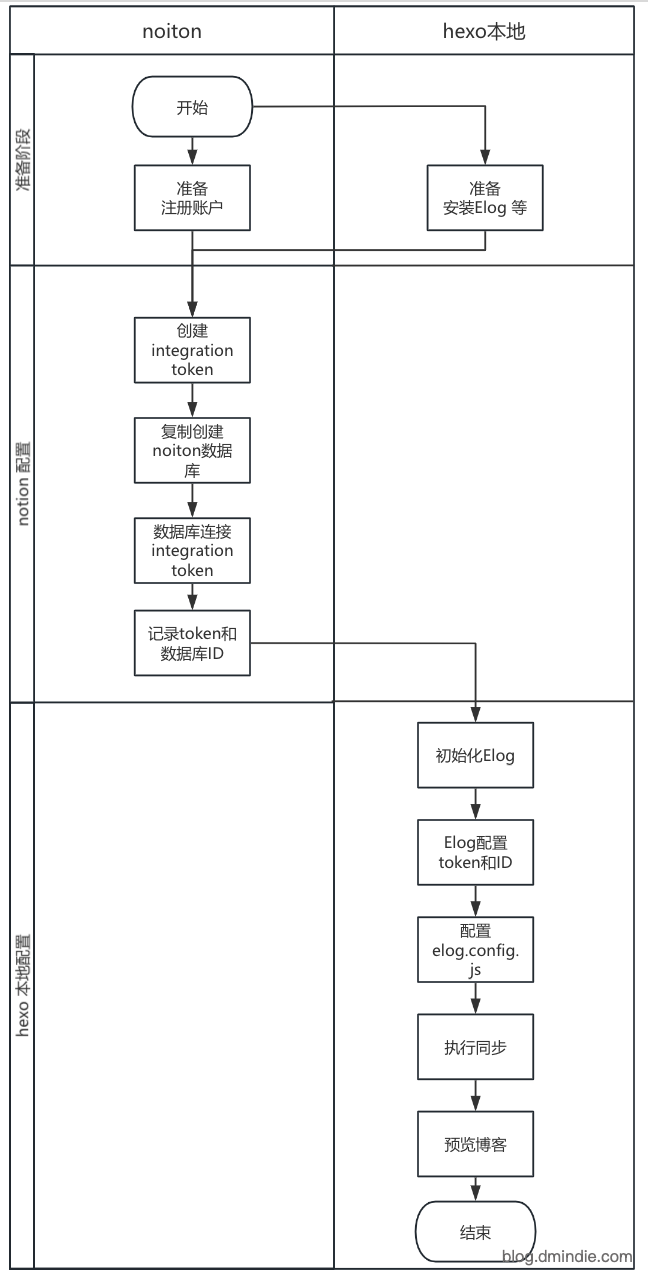 noiton
hexo本地
准备阶段
开始
准备
注册账户
准备
安装Elog 等
notion 配置
创建
integration
token
复制创建
noiton数据
库
数据库连接
integration
token
记录token和
数据库ID
hexo 本地配置
初始化Elog
Elog配置
token和ID
配置
elog.config.
js
执行同步
预览博客
结束
blog.dmindie.com